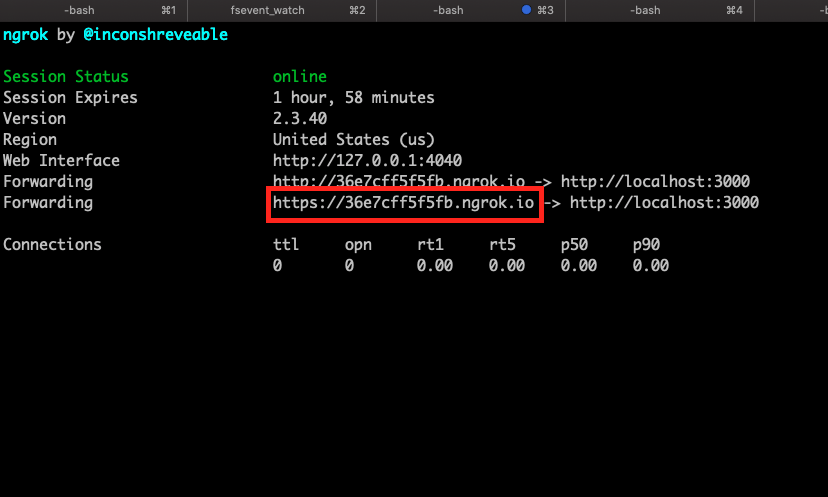 -bash ⌘1 fsevent_watch ⌘2 -bash ⌘3 -bash ⌘4
ngrok by @inconshreveable
Session Status online
Session Expires 1 hour, 58 minutes
Version 2.3.40
Region United States (us)
Web Interface http://127.0.0.1:4040
Forwarding http://36e7cff5f5fb.ngrok.io -> http://localhost:3000
Forwarding https://36e7cff5f5fb.ngrok.io -> http://localhost:3000
Connections ttl opn rt1 rt5 p50 p90
0 0 0.00 0.00 0.00 0.00